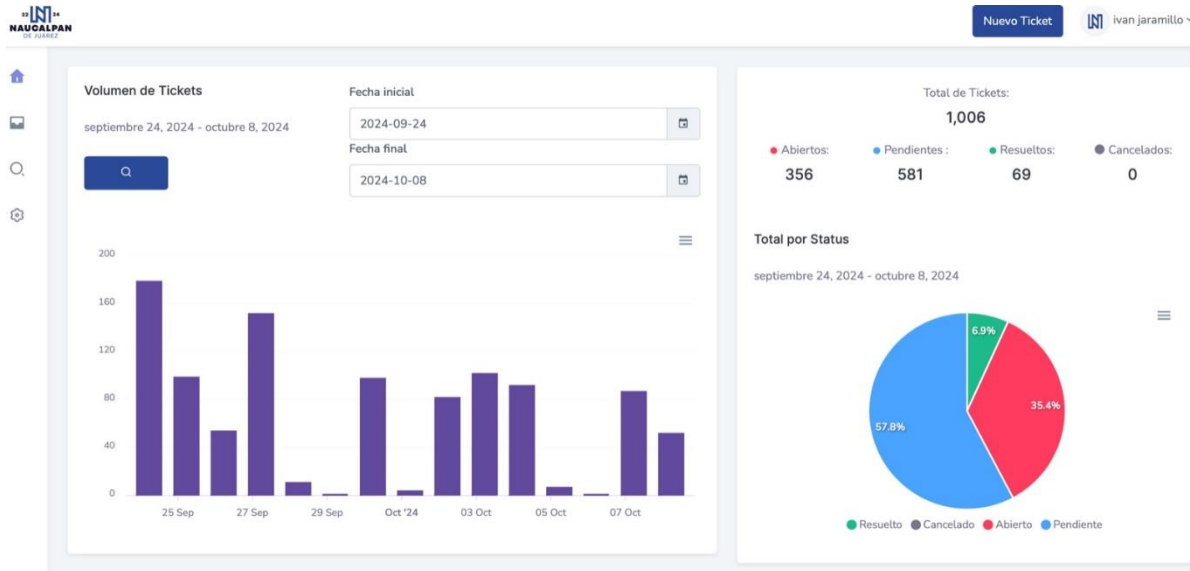 22 N 24
NAUCALPAN
DE JUÁREZ
Nuevo Ticket
ivan jaramillo
Volumen de Tickets
septiembre 24, 2024 - octubre 8, 2024
Fecha inicial
2024-09-24
Fecha final
2024-10-08
200
160
120
80
40
0
25 Sep 27 Sep 29 Sep Oct '24 03 Oct 05 Oct 07 Oct
Total de Tickets:
1,006
Abiertos: Pendientes : Resueltos: Cancelados:
356 581 69 0
Total por Status
septiembre 24, 2024 - octubre 8, 2024
6.9%
35.4%
57.8%
Resuelto Cancelado Abierto Pendiente